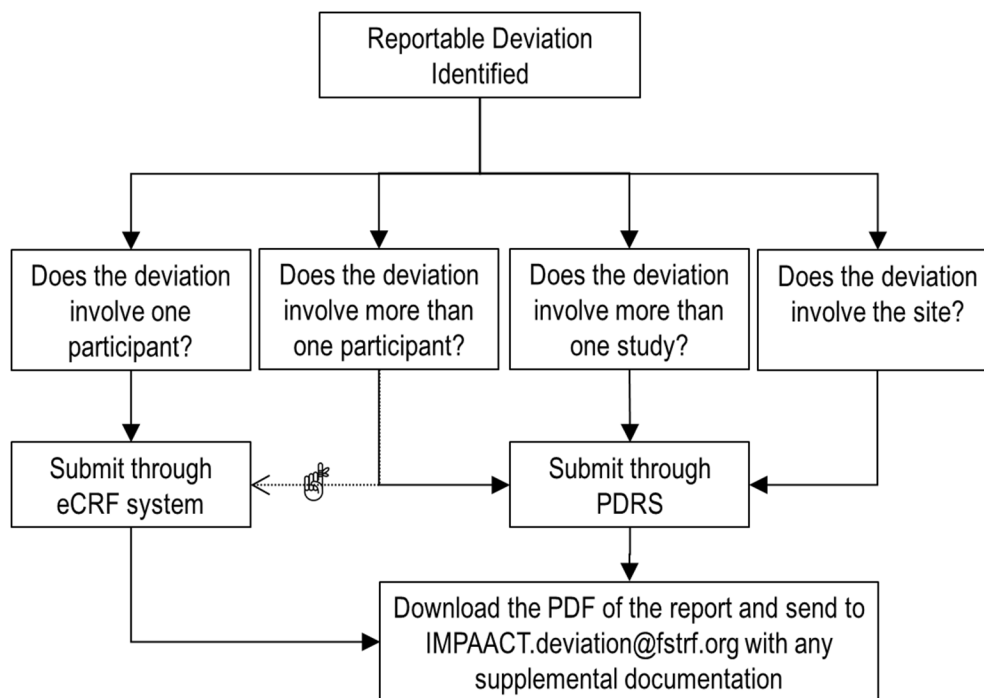 Reportable Deviation
Identified
Does the deviation
involve one
participant?
Does the deviation
involve more than
one participant?
Does the deviation
involve more than
one study?
Does the deviation
involve the site?
Submit through
eCRF system
Submit through
PDRS
Download the PDF of the report and send to
IMPAACT.deviation@fstrf.org with any
supplemental documentation